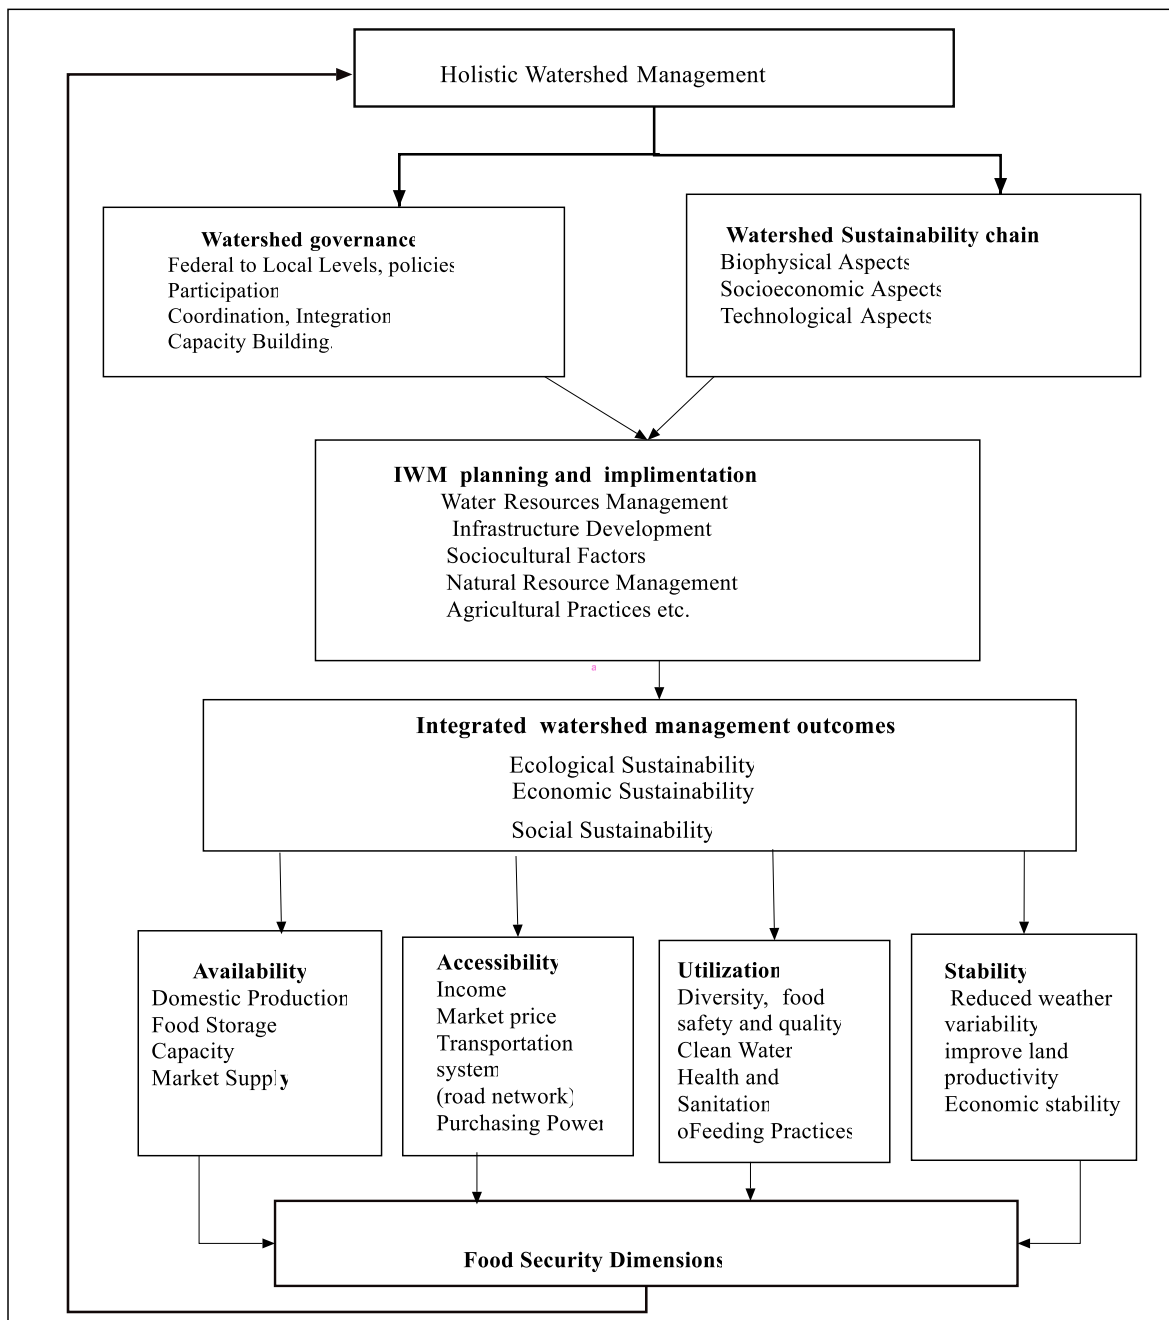 Holistic Watershed Management
Watershed governance
Federal to Local Levels, policies
Participation
Coordination, Integration
Capacity Building.
Watershed Sustainability chain
Biophysical Aspects
Socioeconomic Aspects
Technological Aspects
IWM planning and implimentation
Water Resources Management
Infrastructure Development
Sociocultural Factors
Natural Resource Management
Agricultural Practices etc.
a
Integrated watershed management outcomes
Ecological Sustainability
Economic Sustainability
Social Sustainability
Availability
Domestic Production
Food Storage
Capacity
Market Supply
Accessibility
Income
Market price
Transportation
system
(road network)
Purchasing Power
Utilization
Diversity, food
safety and quality
Clean Water
Health and
Sanitation
oFeeding Practices
Stability
Reduced weather
variability
improve land
productivity
Economic stability
Food Security Dimensions